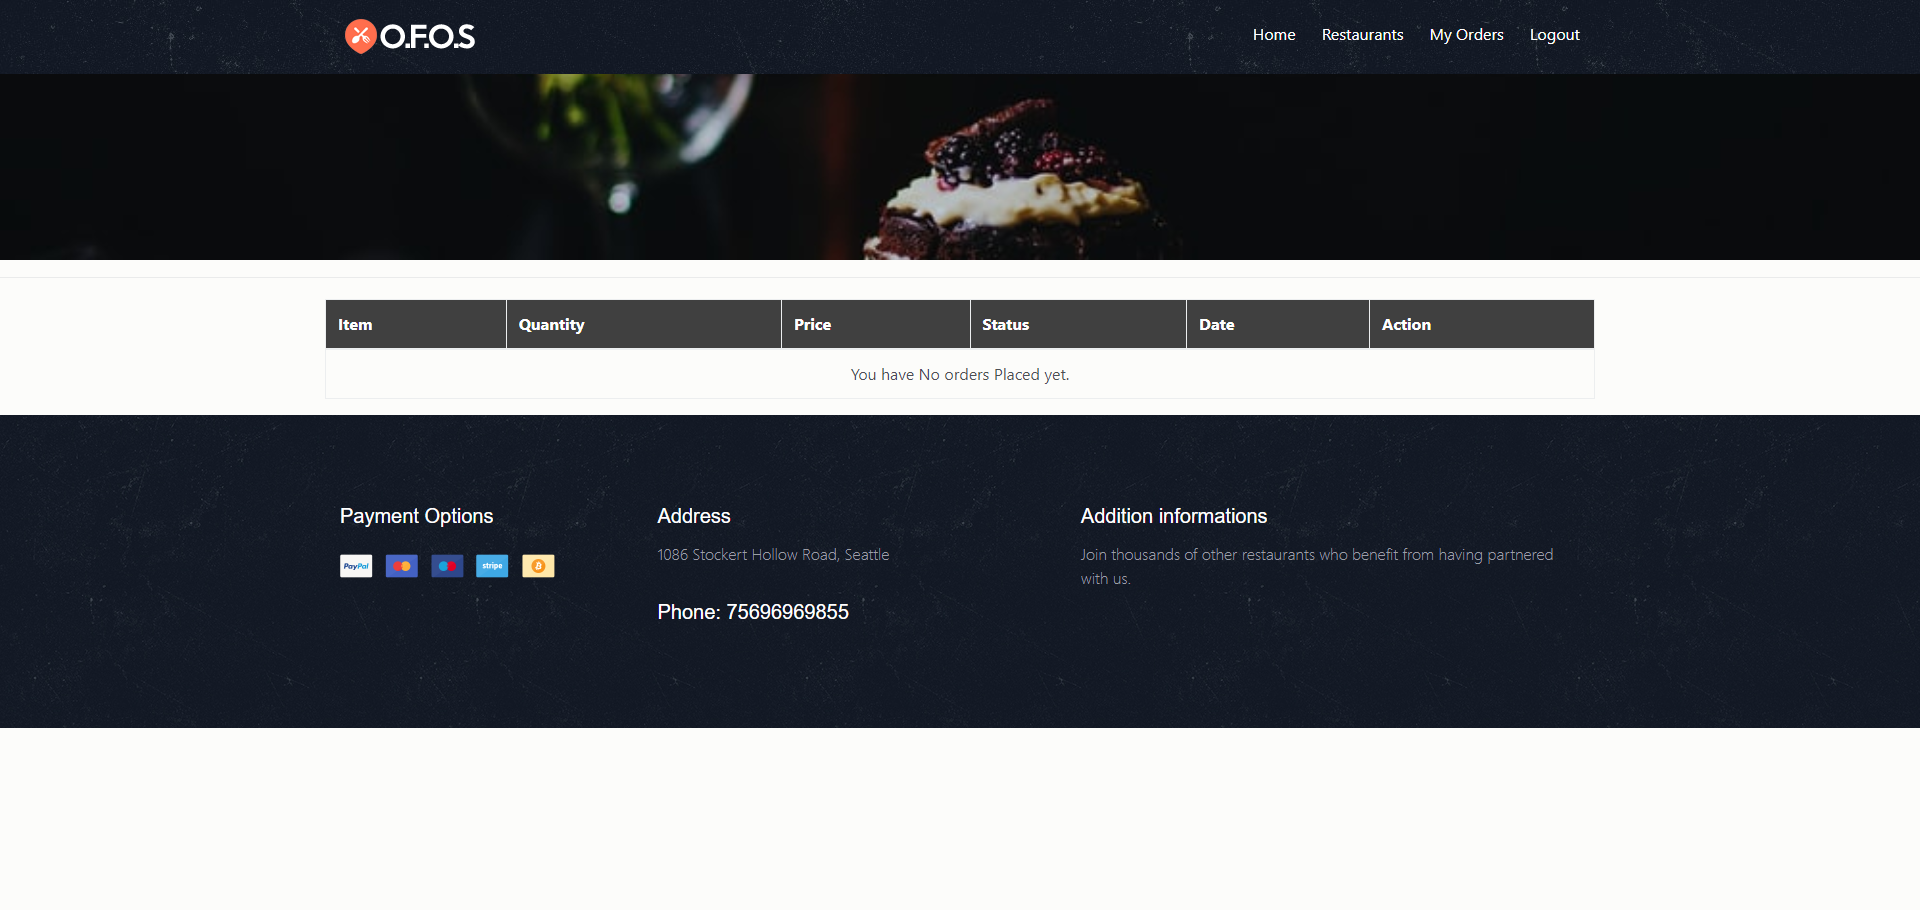 O.F.O.S
Home Restaurants My Orders Logout
Item Quantity Price Status Date Action
You have No orders Placed yet.
Payment Options
PayPal stripe
Address
1086 Stockert Hollow Road, Seattle
Phone: 75696969855
Addition informations
Join thousands of other restaurants who benefit from having partnered
with us.